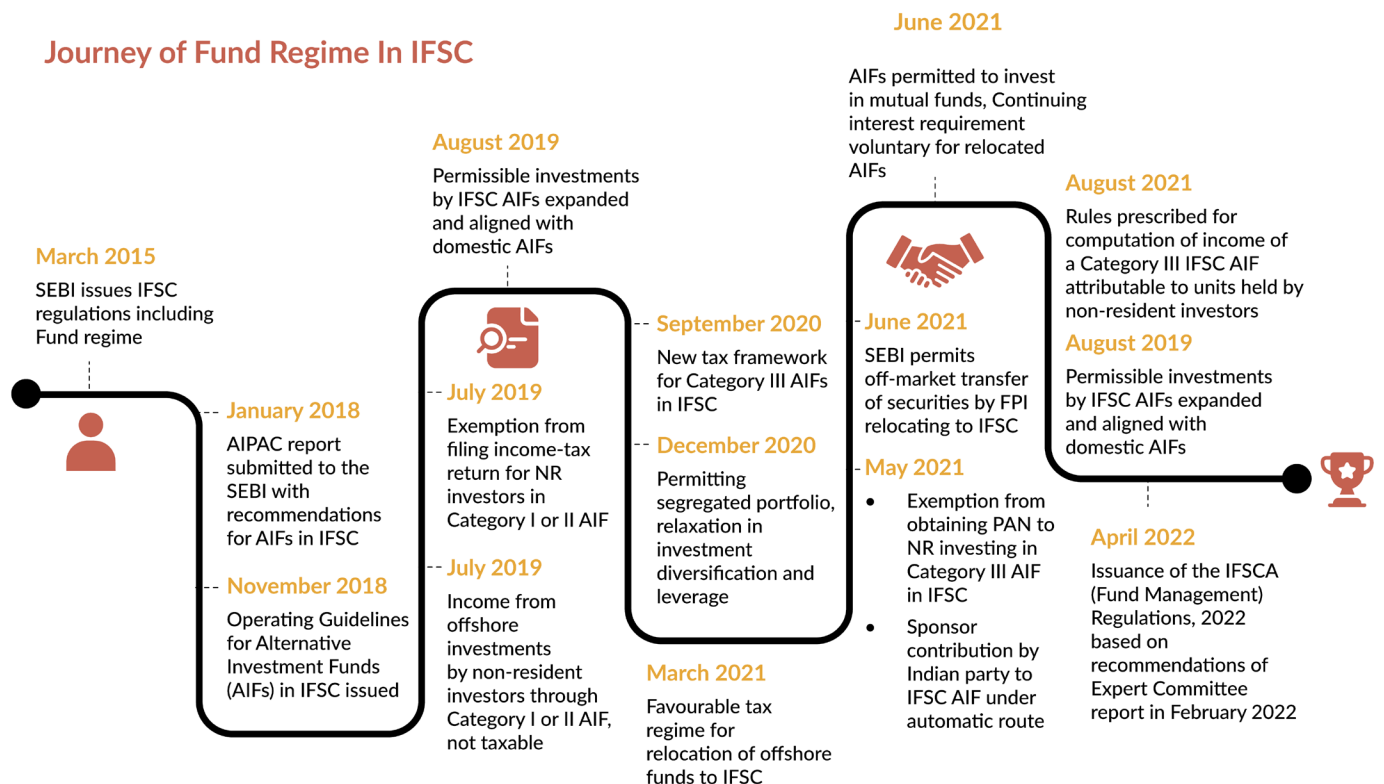 Journey of Fund Regime In IFSC
March 2015
SEBI issues IFSC
regulations including
Fund regime
January 2018
AIPAC report
submitted to the
SEBI with
recommendations
for AIFs in IFSC
November 2018
Operating Guidelines
for Alternative
Investment Funds
(AIFs) in IFSC issued
August 2019
Permissible investments
by IFSC AIFs expanded
and aligned with
domestic AIFs
July 2019
Exemption from
filing income-tax
return for NR
investors in
Category I or II AIF
July 2019
Income from
offshore
investments
by non-resident
investors through
Category I or II AIF,
not taxable
September 2020
New tax framework
for Category III AIFs
in IFSC
December 2020
Permitting
segregated portfolio,
relaxation in
investment
diversification and
leverage
March 2021
Favourable tax
regime for
relocation of offshore
funds to IFSC
June 2021
AIFs permitted to invest
in mutual funds, Continuing
interest requirement
voluntary for relocated
AIFs
June 2021
SEBI permits
off-market transfer
of securities by FPI
relocating to IFSC
May 2021
• Exemption from
obtaining PAN to
NR investing in
Category III AIF
in IFSC
• Sponsor
contribution by
Indian party to
IFSC AIF under
automatic route
August 2021
Rules prescribed for
computation of income of
a Category III IFSC AIF
attributable to units held by
non-resident investors
August 2019
Permissible investments
by IFSC AIFs expanded
and aligned with
domestic AIFs
April 2022
Issuance of the IFSCA
(Fund Management)
Regulations, 2022
based on
recommendations of
Expert Committee
report in February 2022